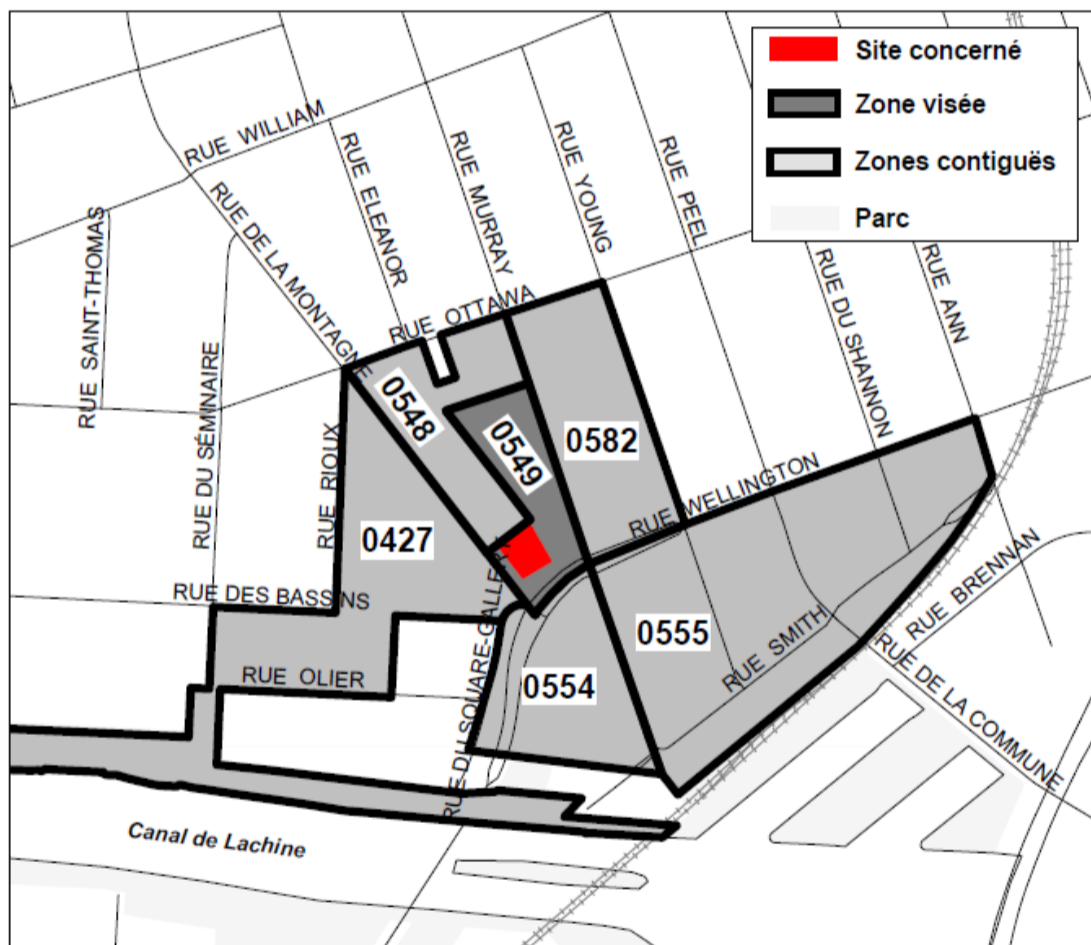 Site concerné
Zone visée
Zones contiguës
Parc
RUE WILLIAM
RUE ELEANOR
RUE MURRAY
RUE YOUNG
RUE PEEL
RUE DU SHANNON
RUE ANN
RUE DE LA MONTAGNE
RUE SAINT-THOMAS
RUE DU SÉMINAIRE
RUE RIOUX
RUE OTTAWA
0548
0549
0582
RUE WELLINGTON
0427
RUE DES BASSINS
RUE OLIER
0554
0555
RUE SMITH
RUE BRENNAN
RUE DE LA COMMUNE
RUE DU SQUARE-GALLE
Canal de Lachine